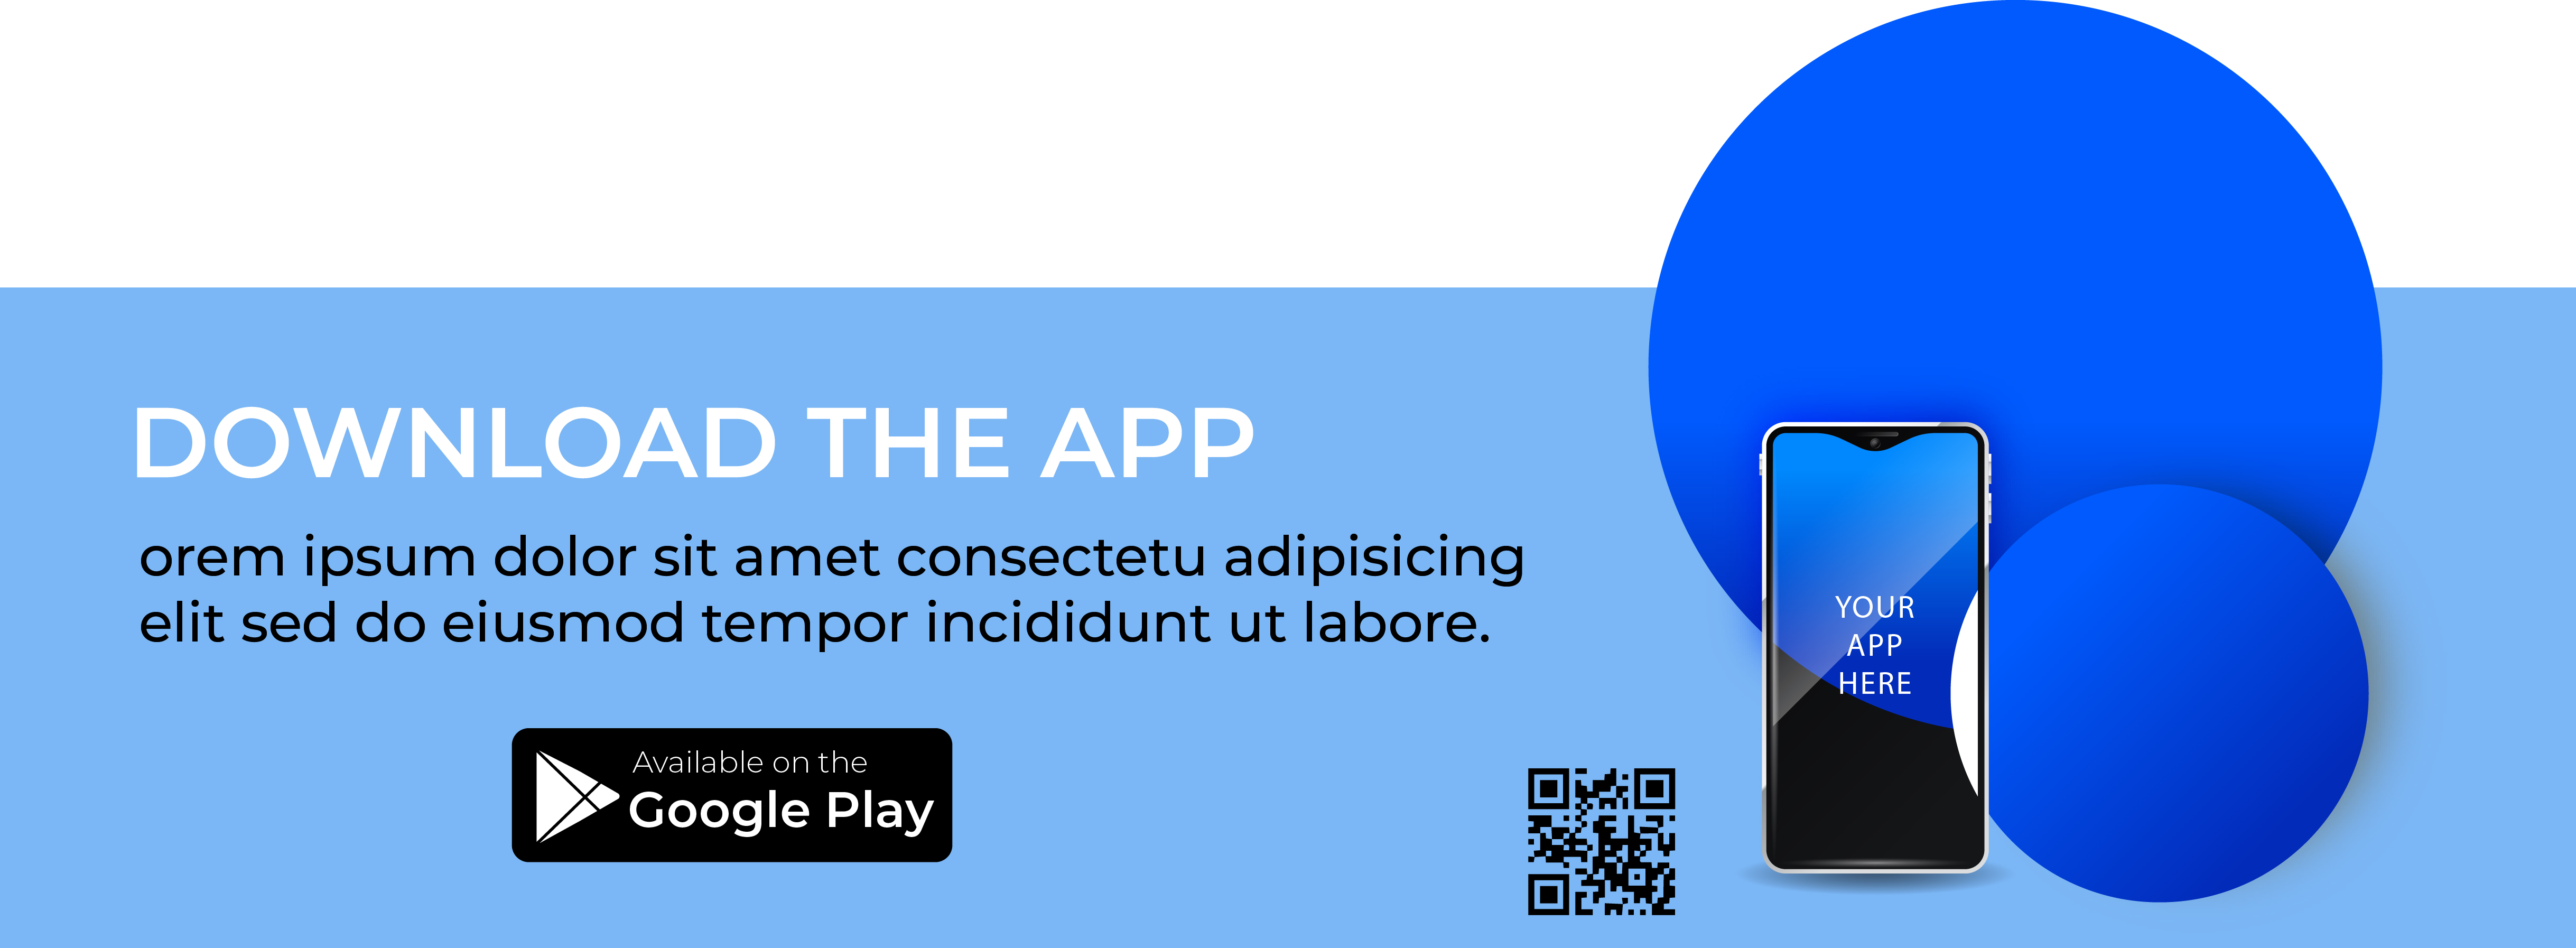 DOWNLOAD THE APP
orem ipsum dolor sit amet consectetu adipisicing
elit sed do eiusmod tempor incididunt ut labore.
Available on the
Google Play
YOUR
APP
HERE